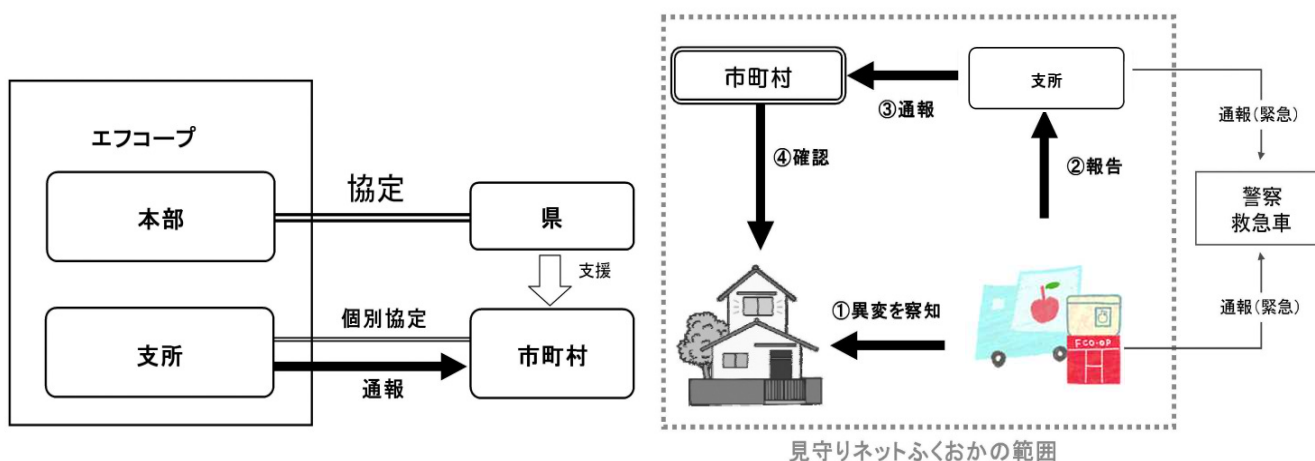 エフコープ
本部
協定
県
支援
支所
個別協定
通報
市町村
市町村
③通報
支所
④確認
②報告
①異変を察知
F CO-OP
通報(緊急)
警察
救急車
通報(緊急)
見守りネットふくおかの範囲